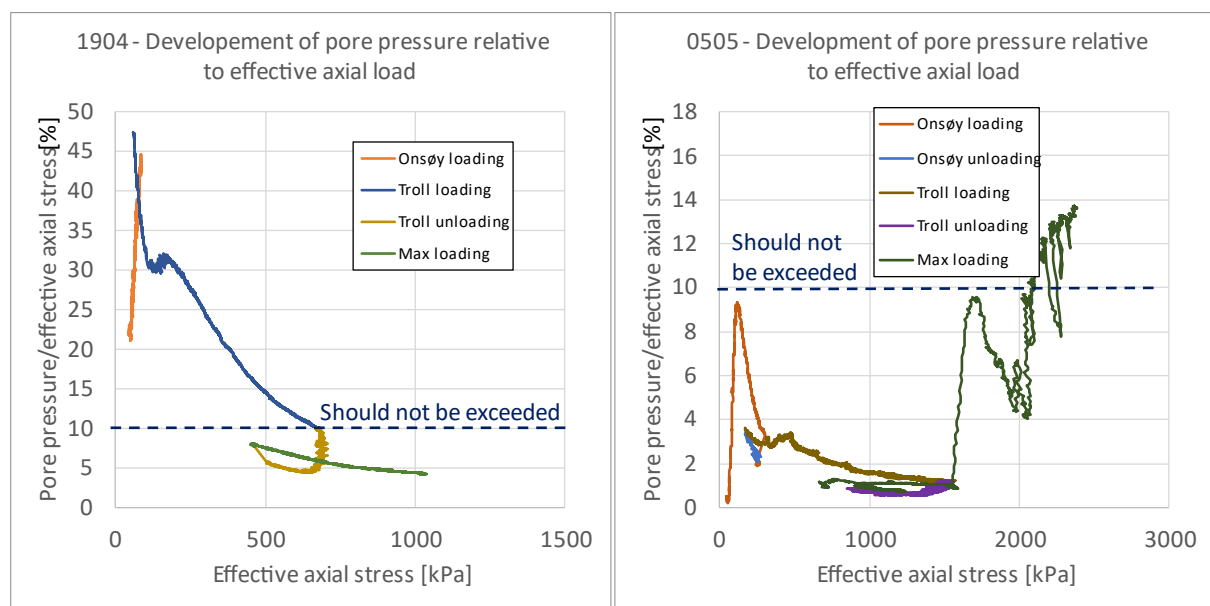 1904 - Developement of pore pressure relative
to effective axial load
Pore pressure/effective axial stress[%]
50
45
40
35
30
25
20
15
10
5
0
Onsøy loading
Troll loading
Troll unloading
Max loading
Should not be exceeded
0 500 1000 1500
Effective axial stress [kPa]
0505 - Development of pore pressure relative
to effective axial load
Pore pressure/effective axial stress[%]
18
16
14
12
10
8
6
4
2
0
Onsøy loading
Onsøy unloading
Troll loading
Troll unloading
Max loading
Should not
be exceeded
0 1000 2000 3000
Effective axial stress [kPa]